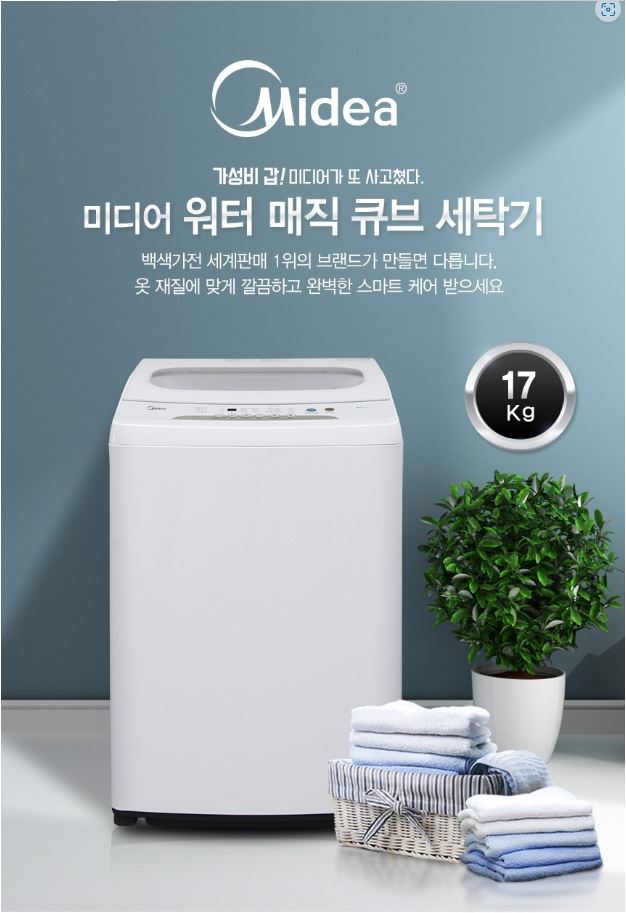 Midea®
가성비 갑! 미디어가 또 사고쳤다.
미디어 워터 매직 큐브 세탁기
백색가전 세계판매 1위의 브랜드가 만들면 다릅니다.
옷 재질에 맞게 깔끔하고 완벽한 스마트 케어 받으세요
17
Kg
Midea